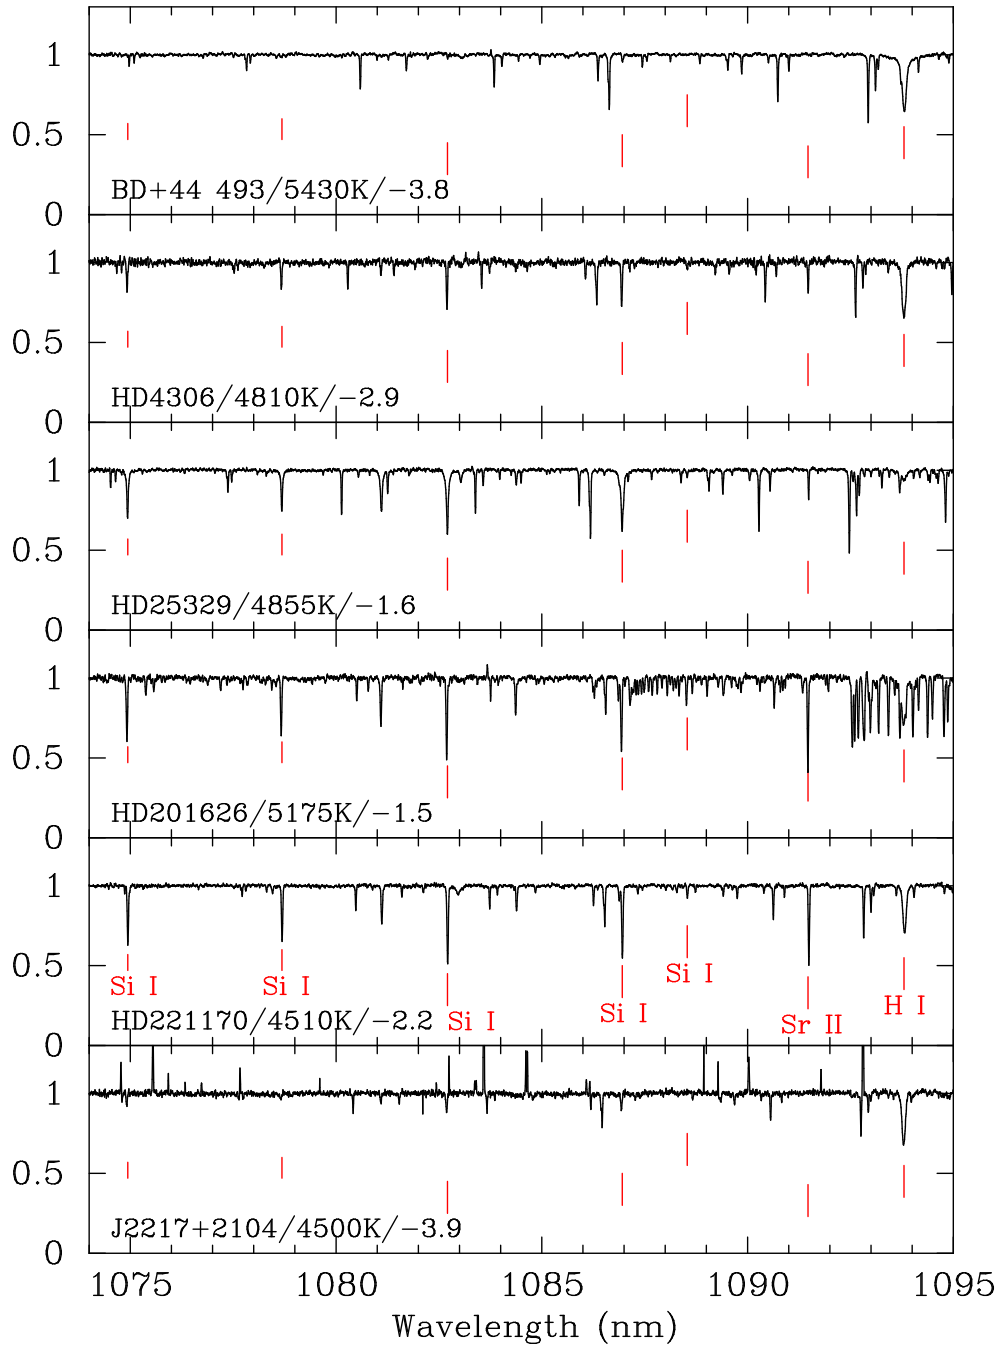 1
0.5
BD+44 493/5430K/−3.8
0
1
0.5
HD4306/4810K/−2.9
0
1
0.5
HD25329/4855K/−1.6
0
1
0.5
HD201626/5175K/−1.5
0
1
0.5
Si I Si I Si I Si I Si I Sr II H I
HD221170/4510K/−2.2
0
1
0.5
J2217+2104/4500K/−3.9
0
1075 1080 1085 1090 1095
Wavelength (nm)